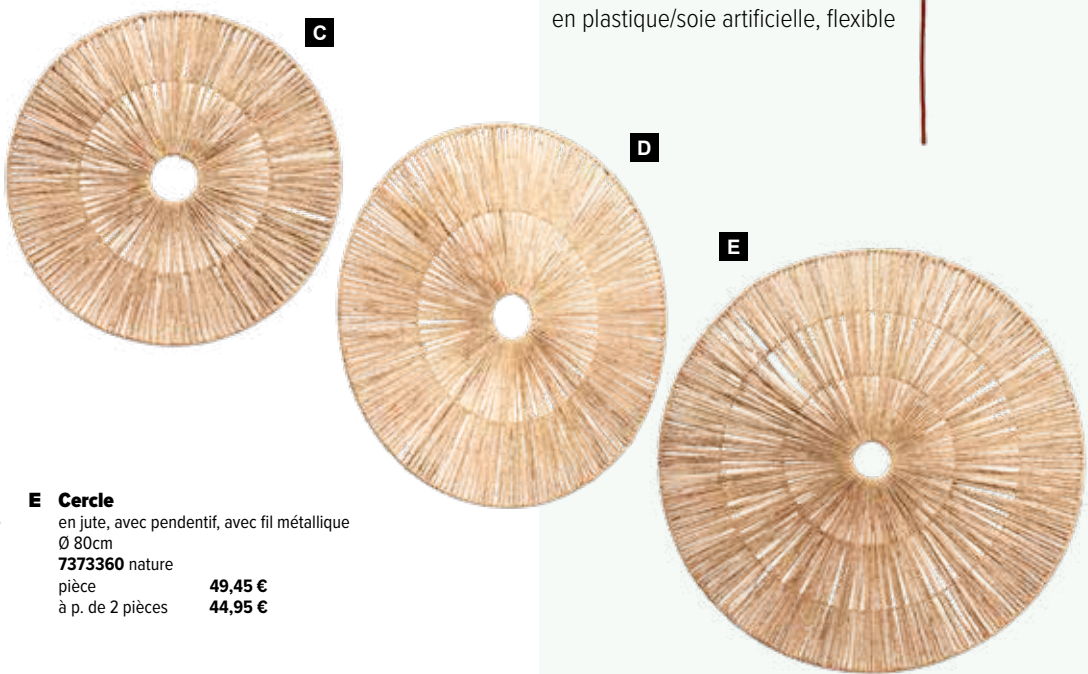 en plastique/soie artificielle, flexible
C
D
E
E Cercle
en jute, avec pendentif, avec fil métallique
Ø 80cm
7373360 nature
pièce 49,45 €
à p. de 2 pièces 44,95 €